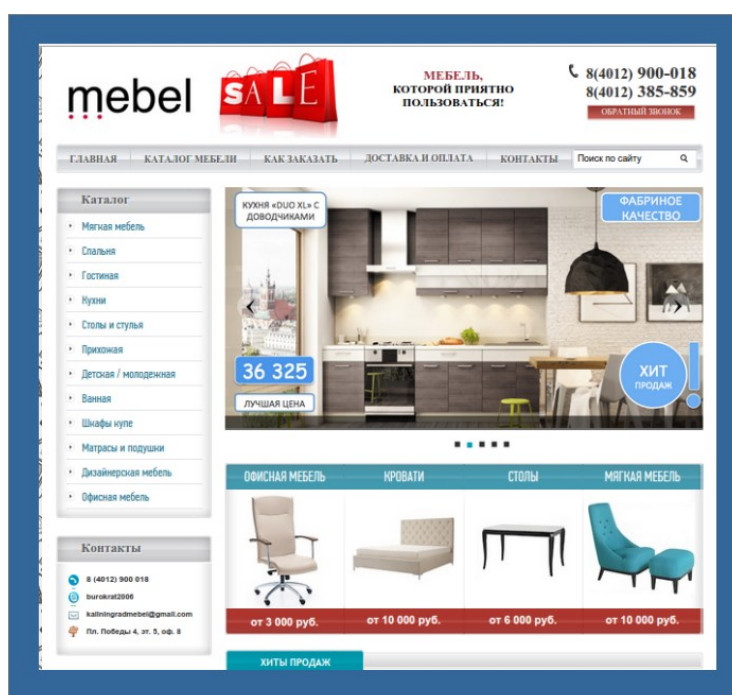 mebel
SALE
МЕБЕЛЬ,
КОТОРОЙ ПРИЯТНО
ПОЛЬЗОВАТЬСЯ!
8(4012) 900-018
8(4012) 385-859
ОБРАТНЫЙ ЗВОНОК
ГЛАВНАЯ КАТАЛОГ МЕБЕЛИ КАК ЗАКАЗАТЬ ДОСТАВКА И ОПЛАТА КОНТАКТЫ Поиск по сайту
Каталог
Мягкая мебель
Спальня
Гостиная
Кухни
Столы и стулья
Прихожая
Детская / молодежная
Ванная
Шкафы купе
Матрасы и подушки
Дизайнерская мебель
Офисная мебель
Контакты
8 (4012) 900 018
burokrat2006
kaliningradmebel@gmail.com
Пл. Победы 4, эт. 5, оф. 8
КУХНЯ «DUO XL» С
ДОВОДЧИКАМИ
ФАБРИНОЕ
КАЧЕСТВО
36 325
ЛУЧШАЯ ЦЕНА
ХИТ
ПРОДАЖ
!
ОФИСНАЯ МЕБЕЛЬ КРОВАТИ СТОЛЫ МЯГКАЯ МЕБЕЛЬ
от 3 000 руб. от 10 000 руб. от 6 000 руб. от 10 000 руб.
ХИТЫ ПРОДАЖ